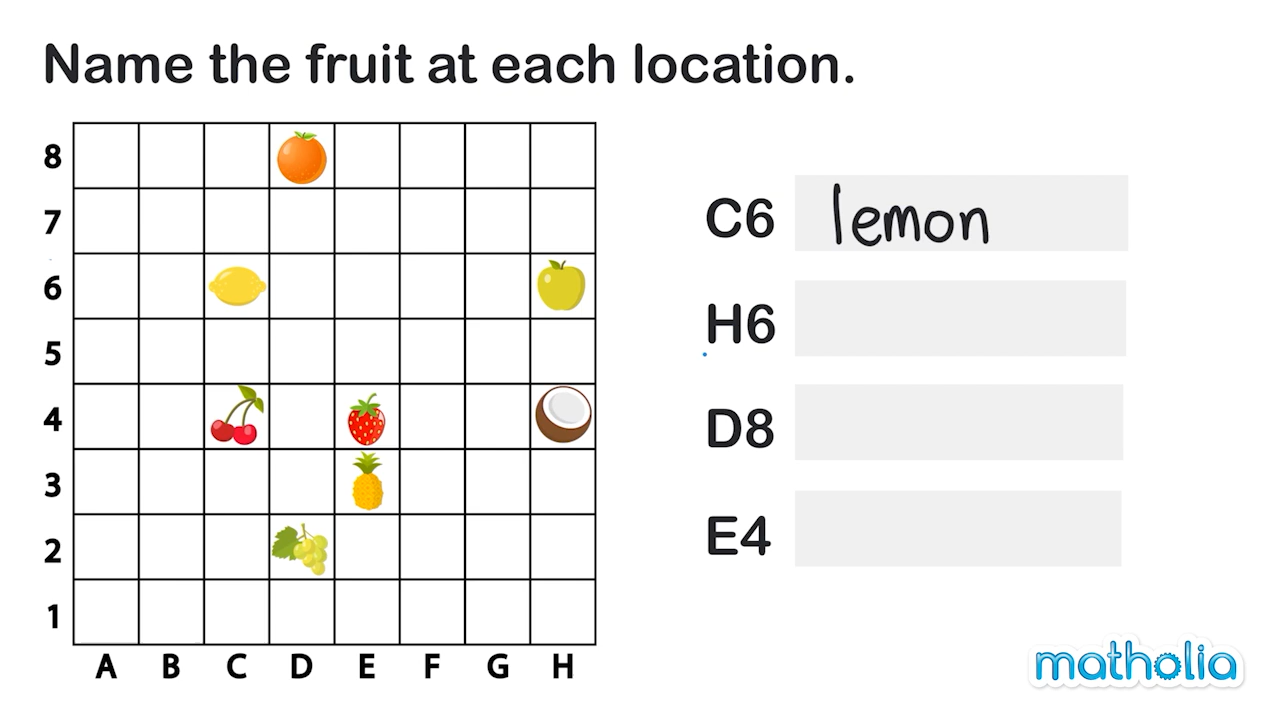 Name the fruit at each location.
8
7
6
5
4
3
2
1
A B C D E F G H
C6 lemon
H6
D8
E4
matholia